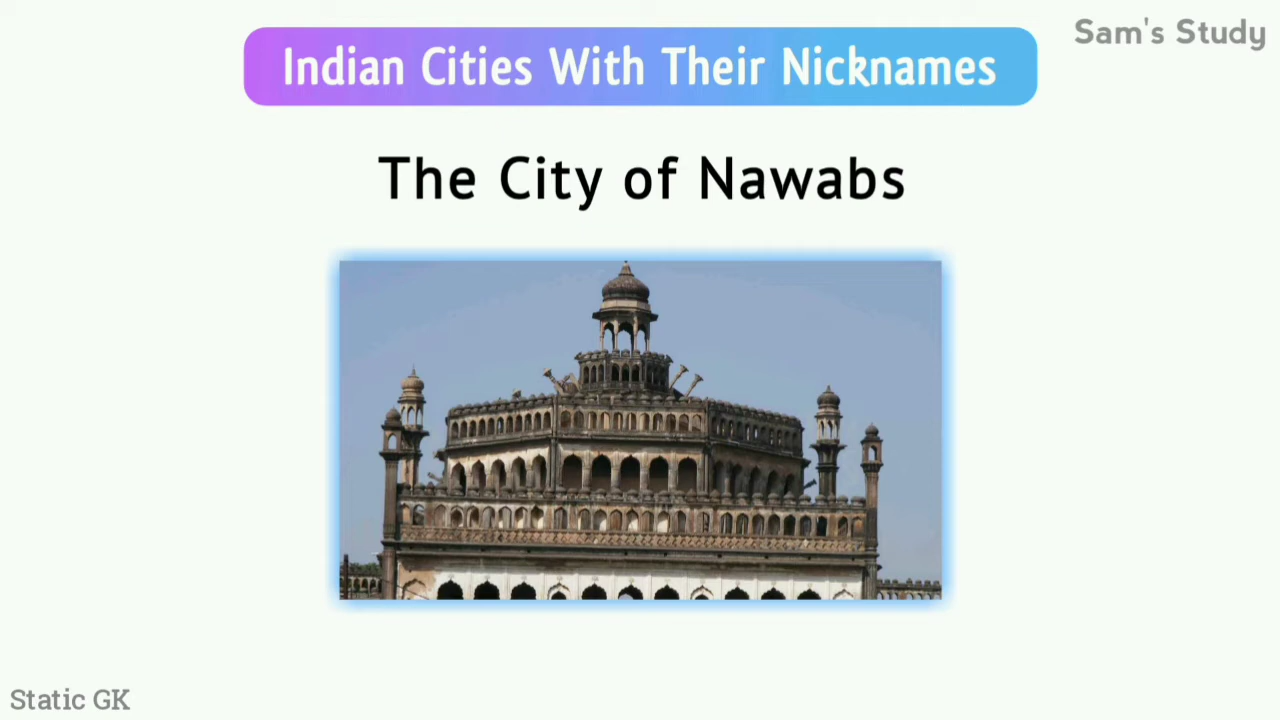 Sam's Study
Indian Cities With Their Nicknames
The City of Nawabs
Static GK